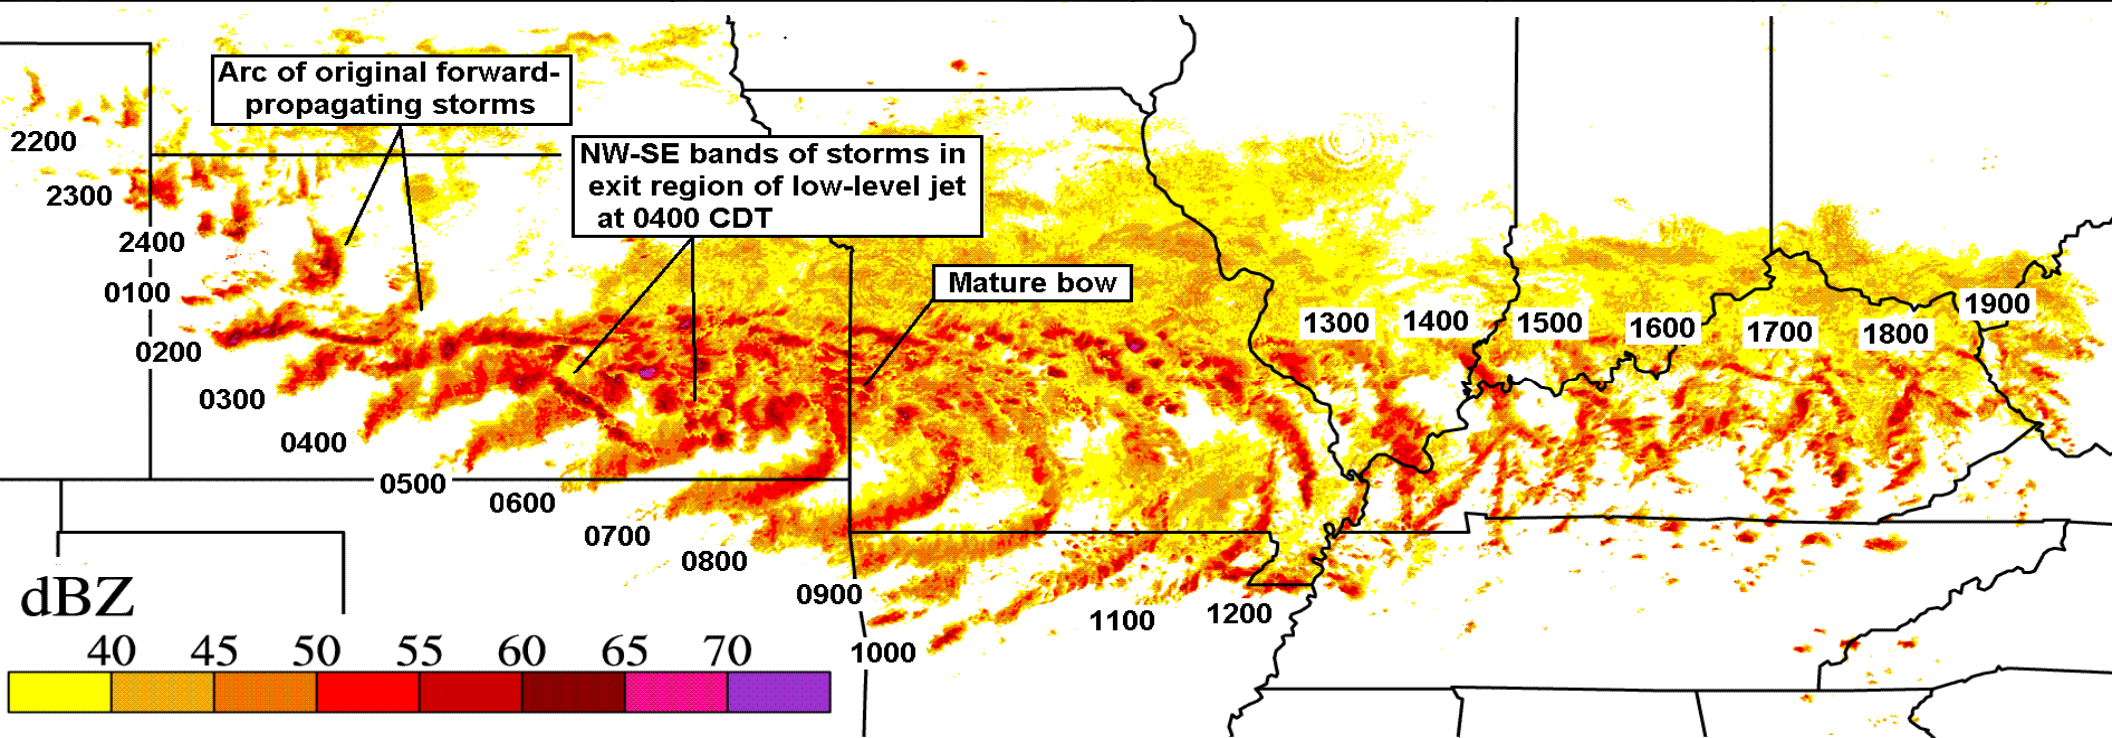 Arc of original forward-
propagating storms
NW-SE bands of storms in
exit region of low-level jet
at 0400 CDT
Mature bow
2200
2300
2400
0100
0200
0300
0400
0500
0600
0700
0800
0900
1000
1100
1200
1300
1400
1500
1600
1700
1800
1900
dBZ
40 45 50 55 60 65 70